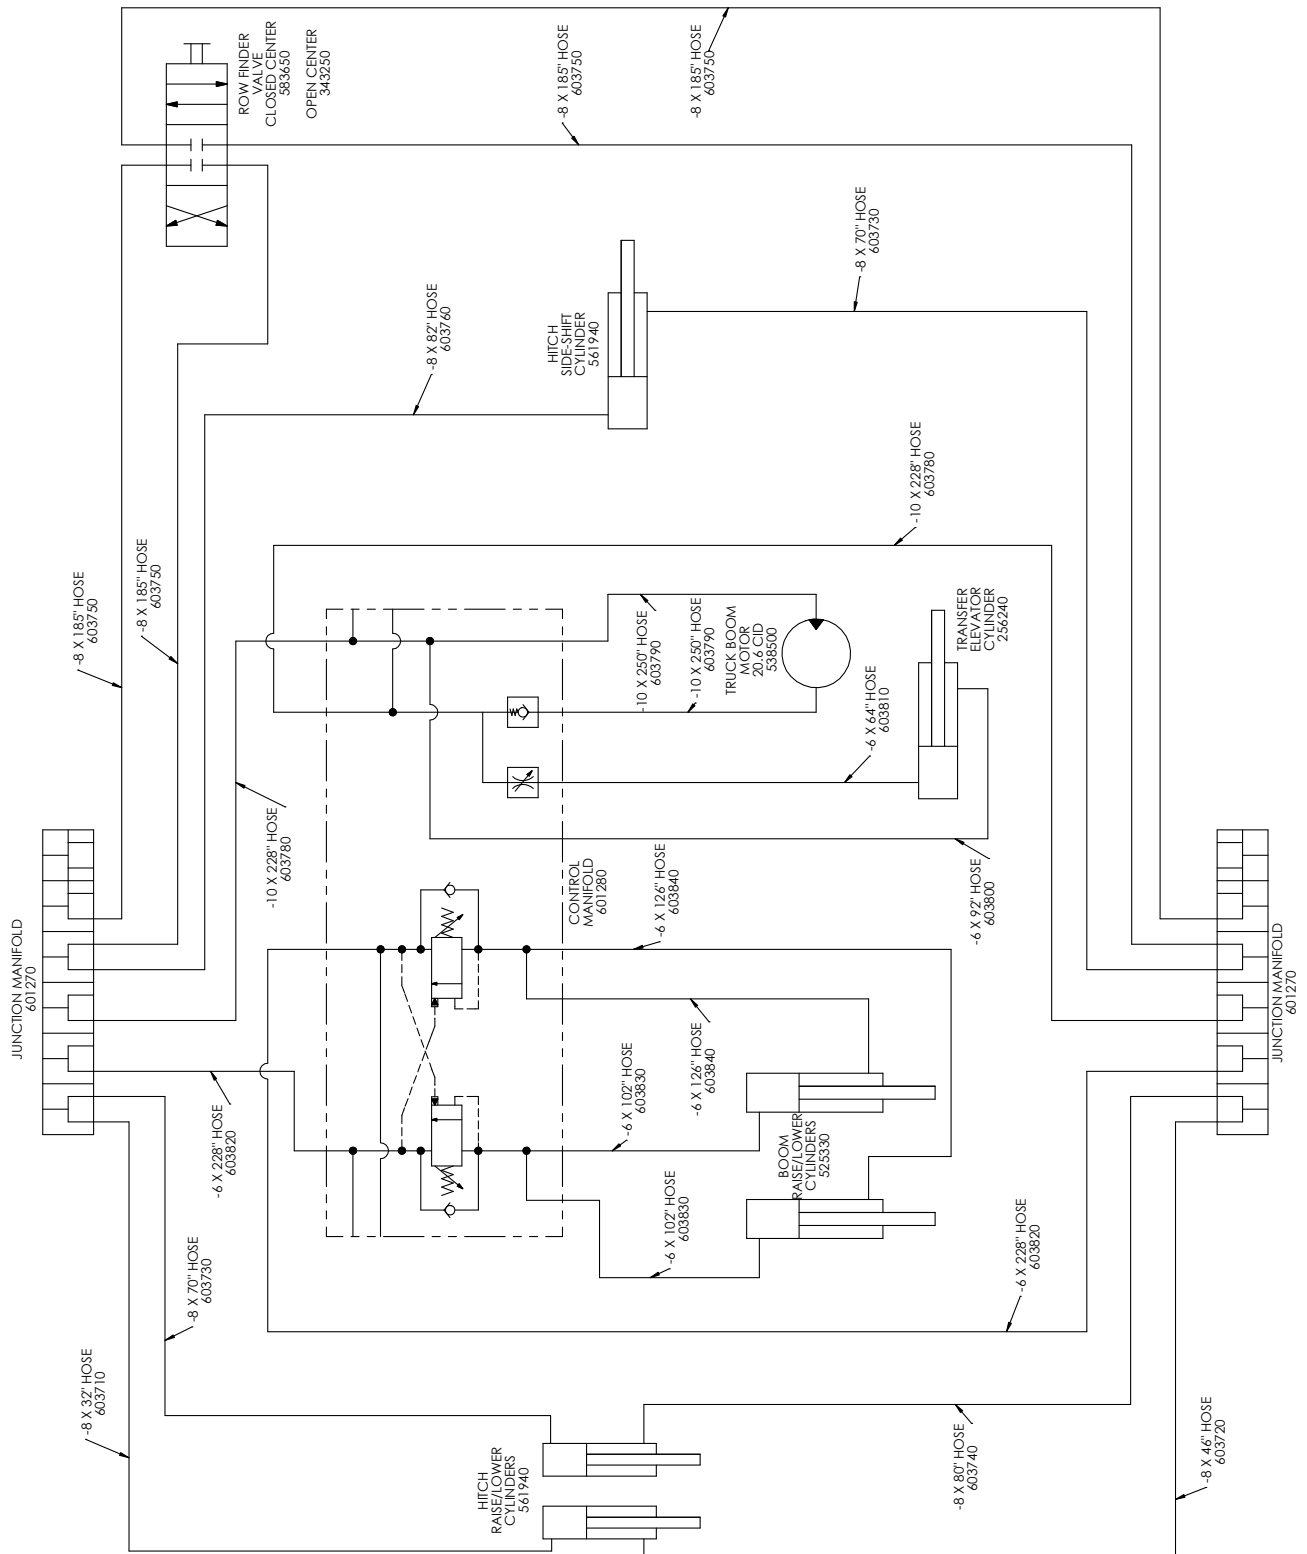 ROW FINDER
VALVE
CLOSED CENTER
583650
OPEN CENTER
343250
-8 X 185" HOSE
603750
-8 X 185" HOSE
603750
-8 X 70" HOSE
603730
HITCH
SIDE-SHIFT
CYLINDER
561940
-8 X 82" HOSE
603760
-10 X 228" HOSE
603780
-8 X 185" HOSE
603750
-8 X 185" HOSE
603750
-10 X 250" HOSE
603790
-10 X 250" HOSE
603790
TRUCK BOOM
MOTOR
20.6 CID
538500
TRANSFER
ELEVATOR
CYLINDER
256240
-6 X 64" HOSE
603810
-10 X 228" HOSE
603780
-6 X 92" HOSE
603800
CONTROL
MANIFOLD
601280
-6 X 126" HOSE
603840
JUNCTION MANIFOLD
601270
JUNCTION MANIFOLD
601270
-6 X 126" HOSE
603840
-6 X 102" HOSE
603830
BOOM
RAISE/LOWER
CYLINDERS
525330
-6 X 228" HOSE
603820
-6 X 102" HOSE
603830
-6 X 228" HOSE
603820
-8 X 70" HOSE
603730
-8 X 32" HOSE
603710
HITCH
RAISE/LOWER
CYLINDERS
561940
-8 X 80" HOSE
603740
-8 X 46" HOSE
603720